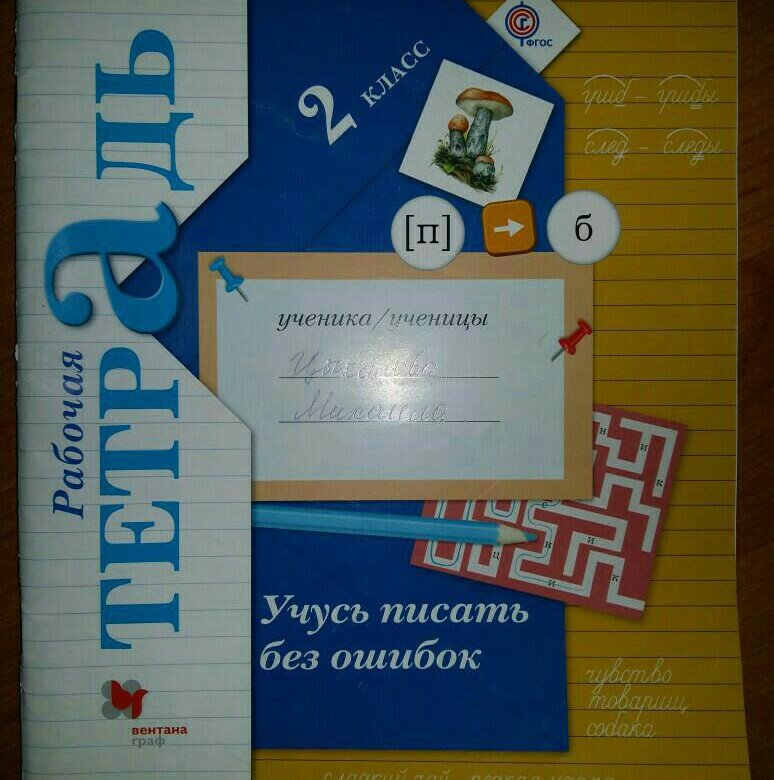 Рабочая
ТЕТРАДЬ
2 КЛАСС
ФГОС
гриб - грибы
след - следы
[п] → б
ученика/ученицы
Михаила
Учусь писать
без ошибок
чувство
товарищ
собака
вентана
граф